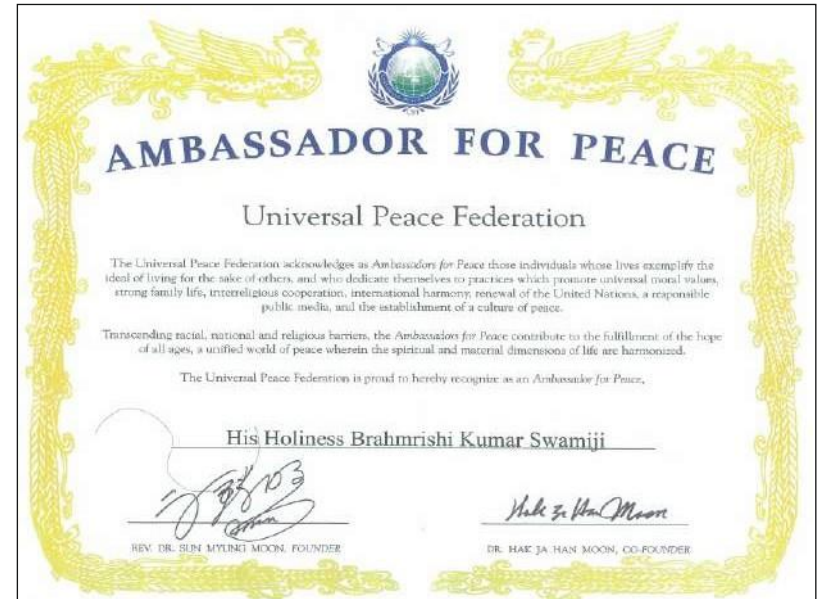 AMBASSADOR FOR PEACE
Universal Peace Federation
The Universal Peace Federation acknowledges as Ambassadors for Peace those individuals whose lives exemplify the
ideal of living for the sake of others, and who dedicate themselves to practices which promote universal moral values,
strong family life, interreligious cooperation, international harmony, renewal of the United Nations, a responsible
public media, and the establishment of a culture of peace.
Transcending racial, national and religious barriers, the Ambassadors for Peace contribute to the fulfillment of the hope
of all ages, a unified world of peace wherein the spiritual and material dimensions of life are harmonized.
The Universal Peace Federation is proud to hereby recognize as an Ambassador for Peace,
His Holiness Brahmrishi Kumar Swamiji
Hak Ja Han Moon
REV. DR. SUN MYUNG MOON, FOUNDER
DR. HAK JA HAN MOON, CO-FOUNDER